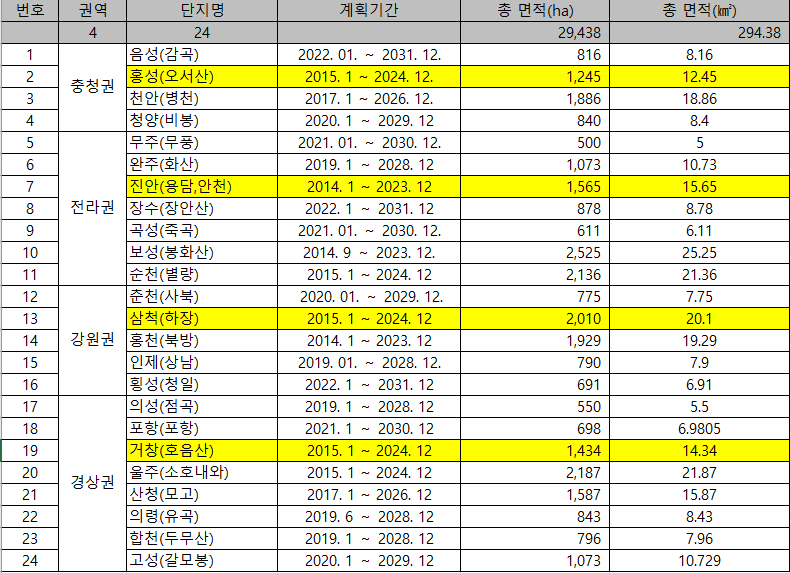 번호 권역 단지명 계획기간 총 면적(ha) 총 면적(㎢)
4 24 29,438 294.38
1 충청권 음성(감곡) 2022. 01. ~ 2031. 12. 816 8.16
2 홍성(오서산) 2015. 1 ~ 2024. 12. 1,245 12.45
3 천안(병천) 2017. 1 ~ 2026. 12. 1,886 18.86
4 청양(비봉) 2020. 1 ~ 2029. 12 840 8.4
5 전라권 무주(무풍) 2021. 01. ~ 2030. 12. 500 5
6 완주(화산) 2019. 1 ~ 2028. 12 1,073 10.73
7 진안(용담,안천) 2014. 1 ~ 2023. 12 1,565 15.65
8 장수(장안산) 2022. 1 ~ 2031. 12 878 8.78
9 곡성(죽곡) 2021. 01. ~ 2030. 12. 611 6.11
10 보성(봉화산) 2014. 9 ~ 2023. 12. 2,525 25.25
11 순천(별량) 2015. 1 ~ 2024. 12 2,136 21.36
12 강원권 춘천(사북) 2020. 01. ~ 2029. 12. 775 7.75
13 삼척(하장) 2015. 1 ~ 2024. 12 2,010 20.1
14 홍천(북방) 2014. 1 ~ 2023. 12 1,929 19.29
15 인제(상남) 2019. 01. ~ 2028. 12. 790 7.9
16 횡성(청일) 2022. 1 ~ 2031. 12 691 6.91
17 경상권 의성(점곡) 2019. 1 ~ 2028. 12 550 5.5
18 포항(포항) 2021. 1 ~ 2030. 12 698 6.9805
19 거창(호음산) 2015. 1 ~ 2024. 12 1,434 14.34
20 울주(소호내와) 2015. 1 ~ 2024. 12 2,187 21.87
21 산청(모고) 2017. 1 ~ 2026. 12 1,587 15.87
22 의령(유곡) 2019. 6 ~ 2028. 12 843 8.43
23 합천(두무산) 2019. 1 ~ 2028. 12 796 7.96
24 고성(갈모봉) 2020. 1 ~ 2029. 12 1,073 10.729